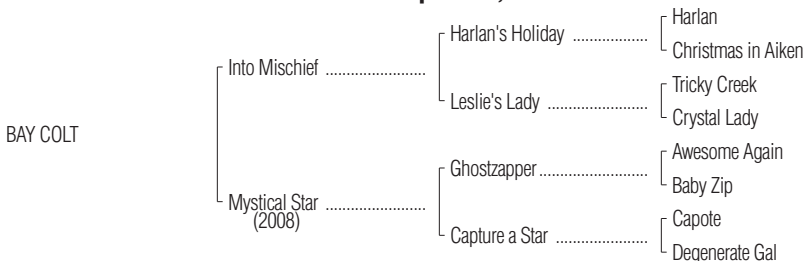 Harlan
Harlan's Holiday ..................
Christmas in Aiken
Into Mischief ........................
Tricky Creek
Leslie's Lady ........................
Crystal Lady
BAY COLT
Awesome Again
Ghostzapper..........................
Baby Zip
Mystical Star ........................
(2008)
Capote
Capture a Star ......................
Degenerate Gal